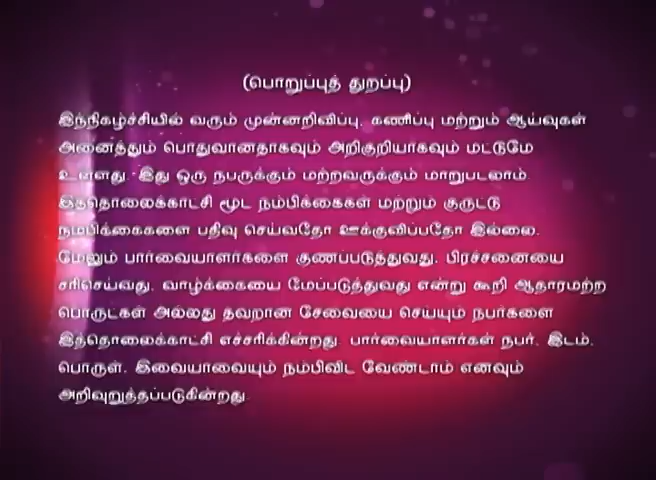 (பொறுப்புத் துறப்பு)
இந்நிகழ்ச்சியில் வரும் முன்னறிவிப்பு, கணிப்பு மற்றும் ஆய்வுகள்
அனைத்தும் பொதுவானதாகவும் அறிகுறியாகவும் மட்டுமே
உள்ளது. இது ஒரு நபருக்கும் மற்றவருக்கும் மாறுபடலாம்.
இத்தொலைக்காட்சி மூட நம்பிக்கைகள் மற்றும் குருட்டு
நம்பிக்கைகளை பதிவு செய்வதோ ஊக்குவிப்பதோ இல்லை.
மேலும் பார்வையாளர்களை குணப்படுத்துவது, பிரச்சனையை
சரிசெய்வது, வாழ்க்கையை மேப்படுத்துவது என்று கூறி ஆதாரமற்ற
பொருட்கள் அல்லது தவறான சேவையை செய்யும் நபர்களை
இத்தொலைக்காட்சி எச்சரிக்கின்றது. பார்வையாளர்கள் நபர், இடம்,
பொருள், இவையாவையும் நம்பிவிட வேண்டாம் எனவும்
அறிவுறுத்தப்படுகின்றது.